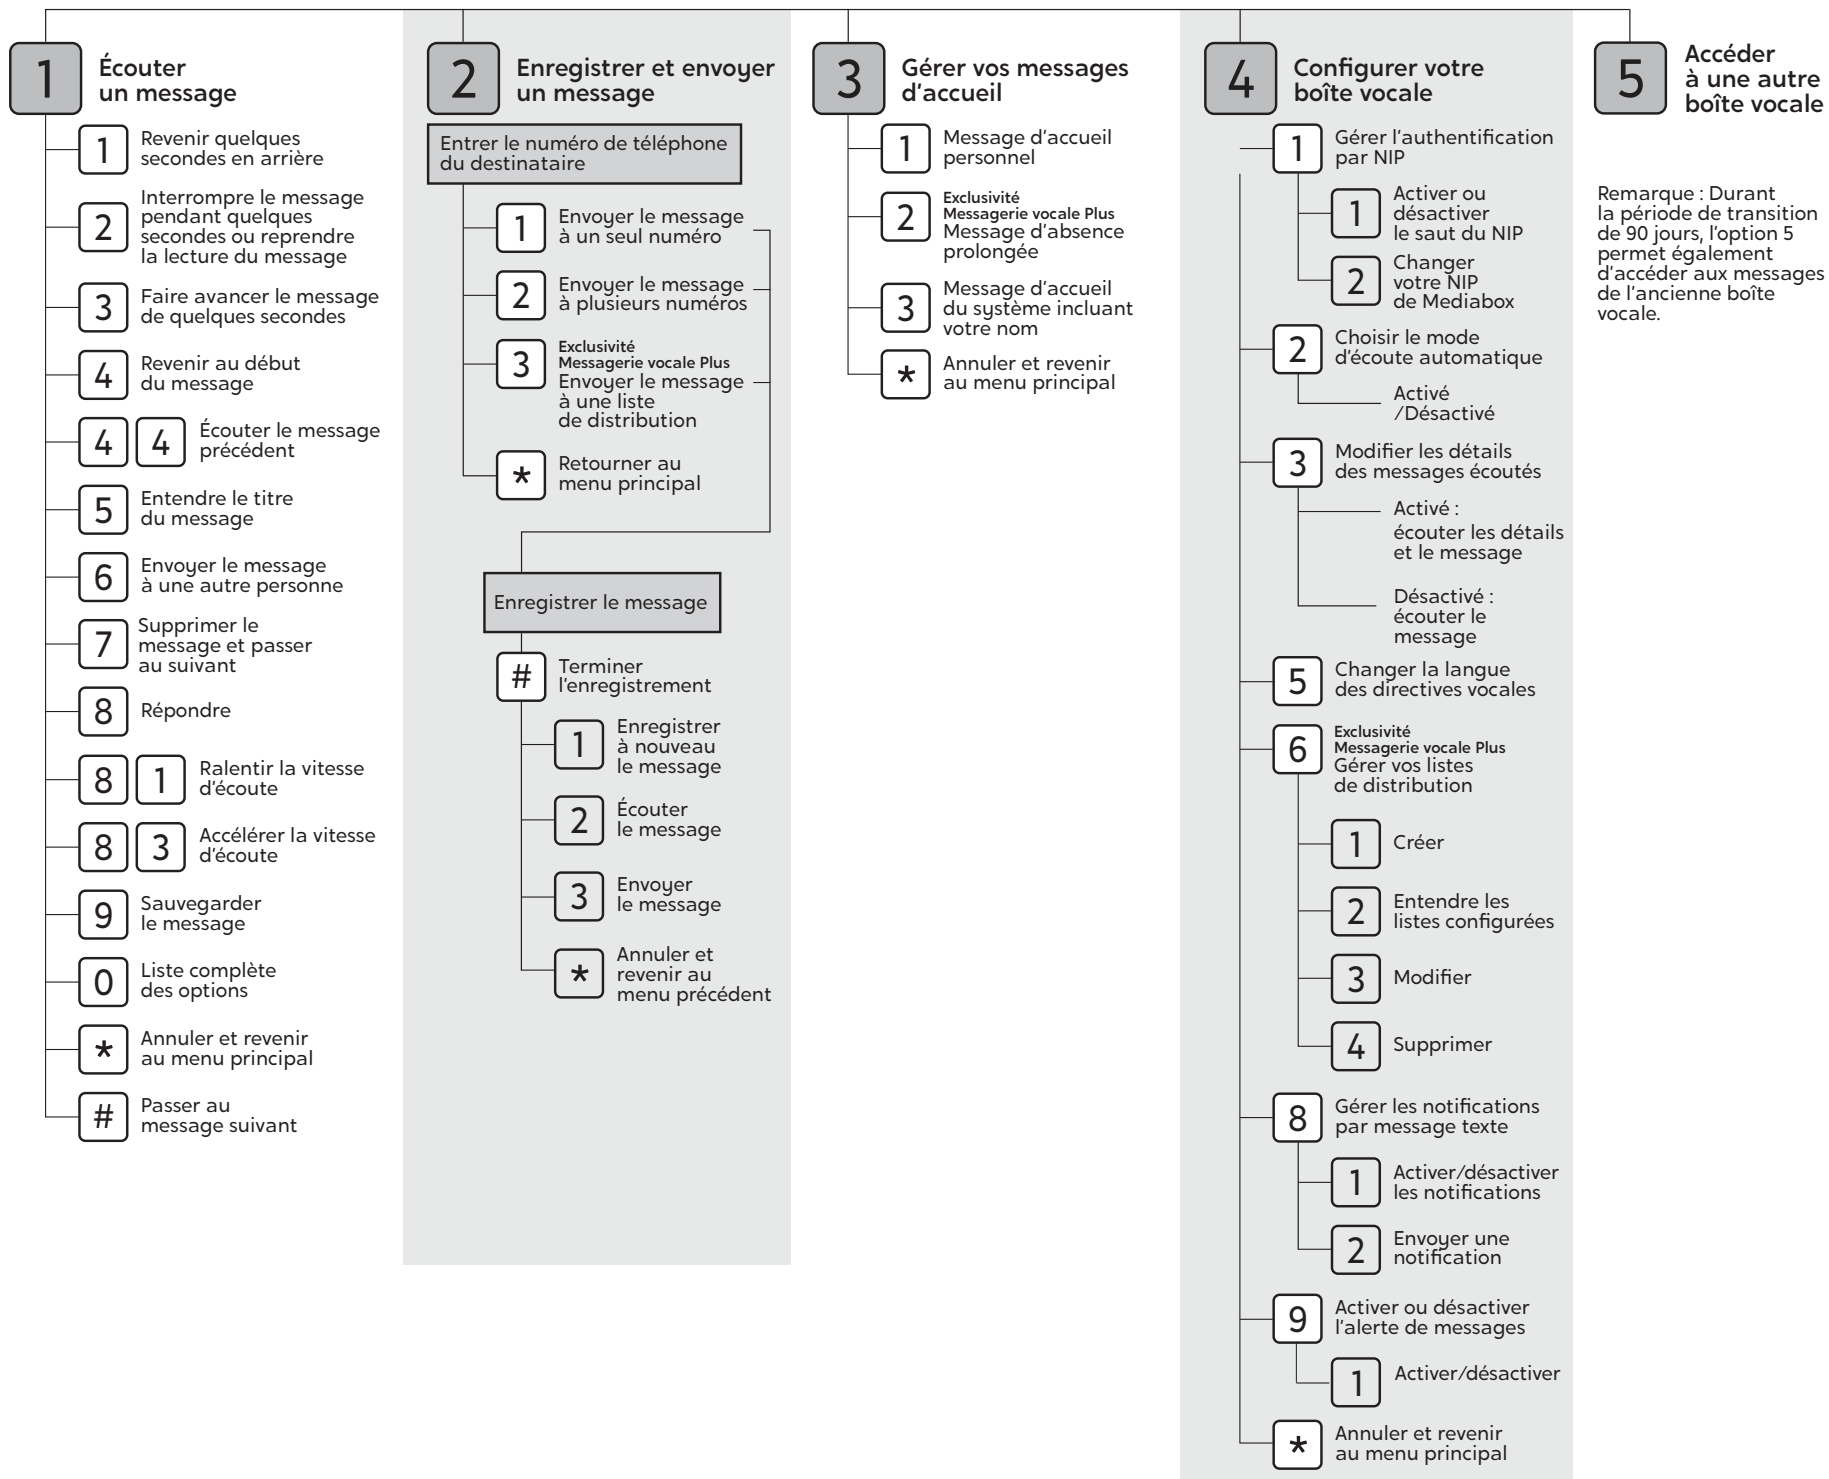 1
Écouter
un message
1
Revenir quelques
secondes en arrière
2
Interrompre le message
pendant quelques
secondes ou reprendre
la lecture du message
3
Faire avancer le message
de quelques secondes
4
Revenir au début
du message
4 4
Écouter le message
précédent
5
Entendre le titre
du message
6
Envoyer le message
à une autre personne
7
Supprimer le
message et passer
au suivant
8
Répondre
8 1
Ralentir la vitesse
d'écoute
8 3
Accélérer la vitesse
d'écoute
9
Sauvegarder
le message
0
Liste complète
des options
*
Annuler et revenir
au menu principal
#
Passer au
message suivant
2
Enregistrer et envoyer
un message
Entrer le numéro de téléphone
du destinataire
1
Envoyer le message
à un seul numéro
2
Envoyer le message
à plusieurs numéros
3
Exclusivité
Messagerie vocale Plus
Envoyer le message
à une liste
de distribution
*
Retourner au
menu principal
Enregistrer le message
#
Terminer
l'enregistrement
1
Enregistrer
à nouveau
le message
2
Écouter
le message
3
Envoyer
le message
*
Annuler et
revenir au
menu précédent
3
Gérer vos messages
d'accueil
1
Message d'accueil
personnel
2
Exclusivité
Messagerie vocale Plus
Message d'absence
prolongée
3
Message d'accueil
du système incluant
votre nom
*
Annuler et revenir
au menu principal
4
Configurer votre
boîte vocale
1
Gérer l'authentification
par NIP
1
Activer ou
désactiver
le saut du NIP
2
Changer
votre NIP
de Mediabox
2
Choisir le mode
d'écoute automatique
Activé
/Désactivé
3
Modifier les détails
des messages écoutés
Activé :
écouter les détails
et le message
Désactivé :
écouter le
message
5
Changer la langue
des directives vocales
6
Exclusivité
Messagerie vocale Plus
Gérer vos listes
de distribution
1
Créer
2
Entendre les
listes configurées
3
Modifier
4
Supprimer
8
Gérer les notifications
par message texte
1
Activer/désactiver
les notifications
2
Envoyer une
notification
9
Activer ou désactiver
l'alerte de messages
1
Activer/désactiver
*
Annuler et revenir
au menu principal
5
Accéder
à une autre
boîte vocale
Remarque : Durant
la période de transition
de 90 jours, l'option 5
permet également
d'accéder aux messages
de l'ancienne boîte
vocale.